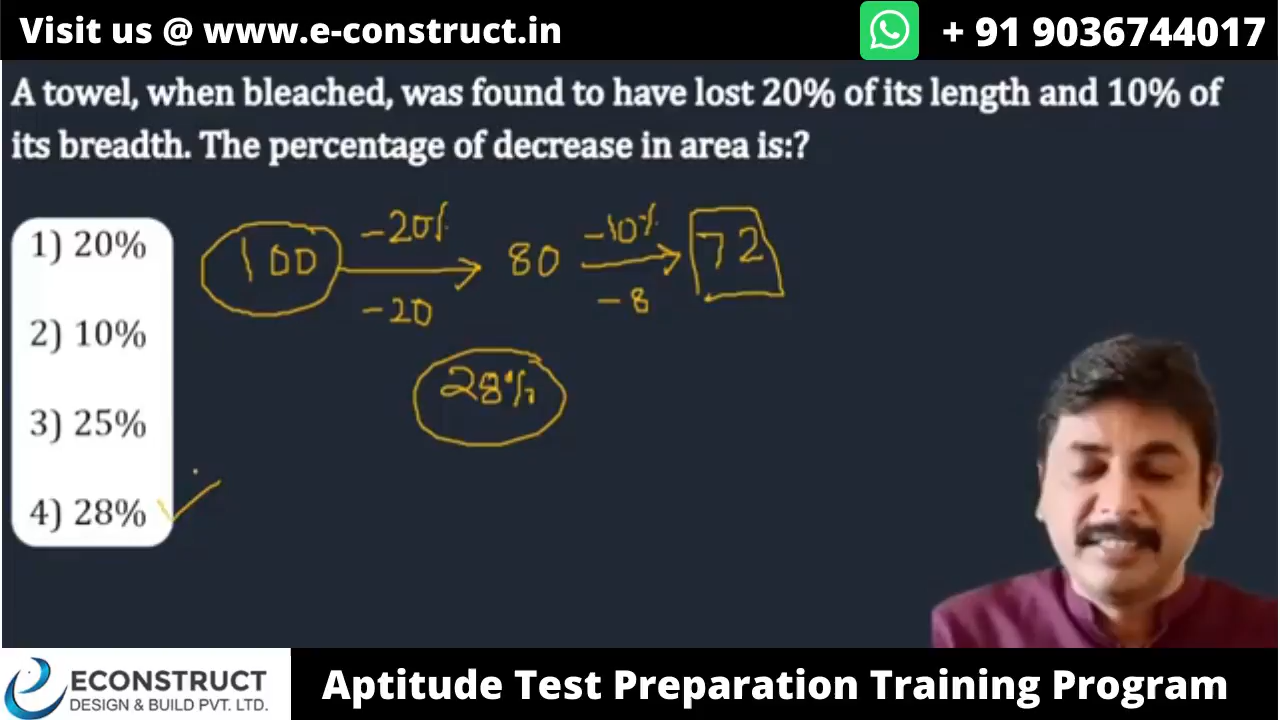 Visit us @ www.e-construct.in
+ 91 9036744017
A towel, when bleached, was found to have lost 20% of its length and 10% of
its breadth. The percentage of decrease in area is:?
1) 20%
-20%
-10%
100
80
72
-20
-8
2) 10%
28%
3) 25%
4) 28%
ECONSTRUCT
DESIGN & BUILD PVT. LTD.
Aptitude Test Preparation Training Program